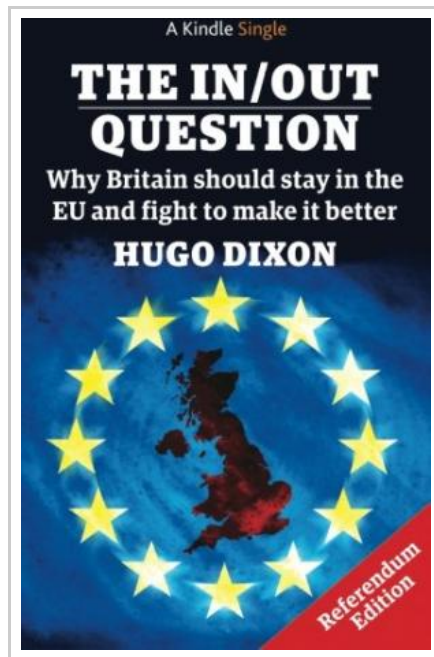 A Kindle Single
THE IN/OUT
QUESTION
Why Britain should stay in the
EU and fight to make it better
HUGO DIXON
Referendum
Edition